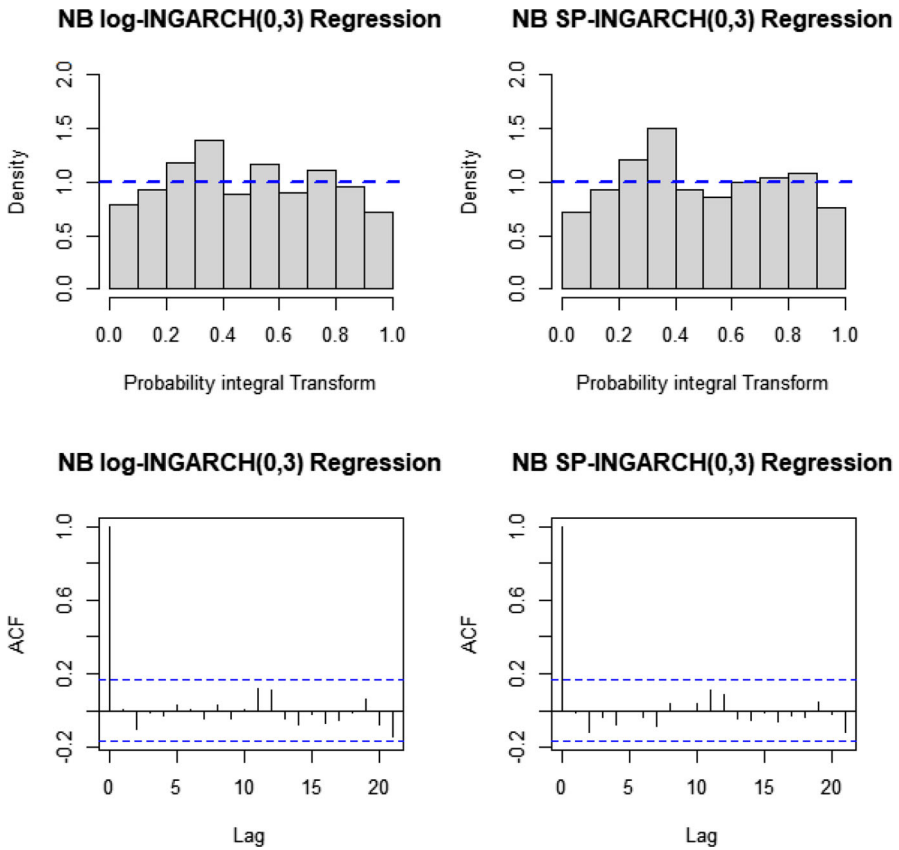 NB log-INGARCH(0,3) Regression
NB SP-INGARCH(0,3) Regression
Density
2.0
1.5
1.0
0.5
0.0
0.0 0.2 0.4 0.6 0.8 1.0
Probability integral Transform
Density
2.0
1.5
1.0
0.5
0.0
0.0 0.2 0.4 0.6 0.8 1.0
Probability integral Transform
NB log-INGARCH(0,3) Regression
NB SP-INGARCH(0,3) Regression
ACF
1.0
0.6
0.2
-0.2
0 5 10 15 20
Lag
ACF
1.0
0.6
0.2
-0.2
0 5 10 15 20
Lag